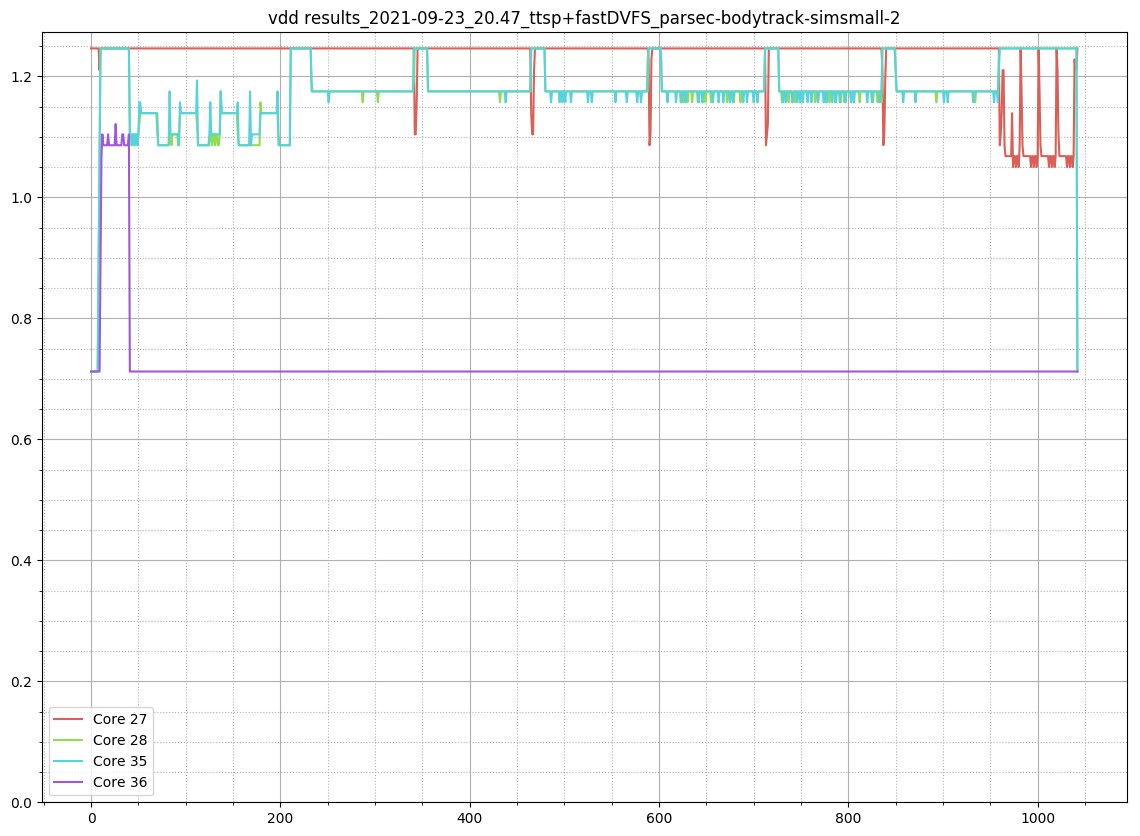 vdd results_2021-09-23_20.47_ttsp+fastDVFS_parsec-bodytrack-simsmall-2
1.2
1.0
0.8
0.6
0.4
0.2
0.0
Core 27
Core 28
Core 35
Core 36
0 200 400 600 800 1000